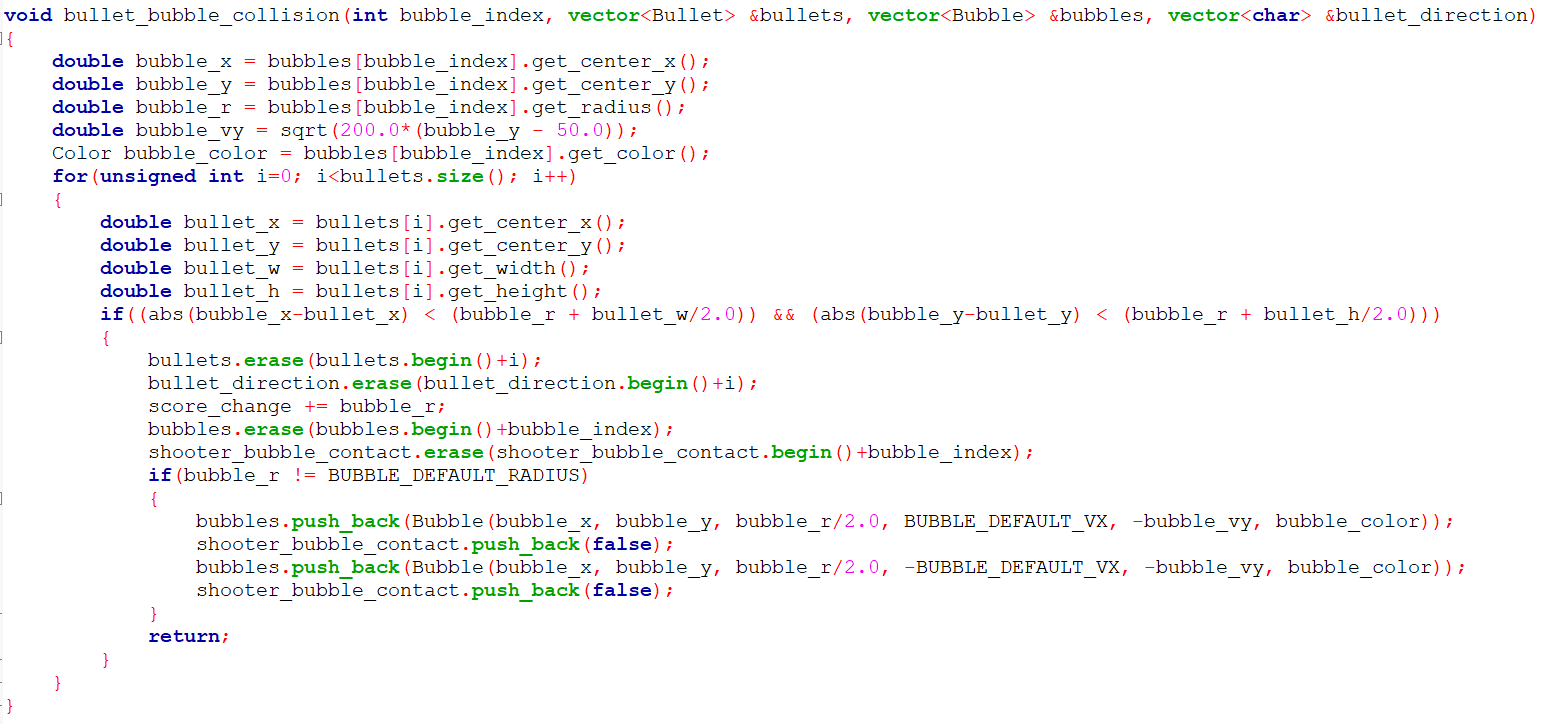 void bullet_bubble_collision(int bubble_index, vector<Bullet> &bullets, vector<Bubble> &bubbles, vector<char> &bullet_direction)
{
    double bubble_x = bubbles[bubble_index].get_center_x();
    double bubble_y = bubbles[bubble_index].get_center_y();
    double bubble_r = bubbles[bubble_index].get_radius();
    double bubble_vy = sqrt(200.0*(bubble_y - 50.0));
    Color bubble_color = bubbles[bubble_index].get_color();
    for(unsigned int i=0; i<bullets.size(); i++)
    {
        double bullet_x = bullets[i].get_center_x();
        double bullet_y = bullets[i].get_center_y();
        double bullet_w = bullets[i].get_width();
        double bullet_h = bullets[i].get_height();
        if((abs(bubble_x-bullet_x) < (bubble_r + bullet_w/2.0)) && (abs(bubble_y-bullet_y) < (bubble_r + bullet_h/2.0)))
        {
            bullets.erase(bullets.begin()+i);
            bullet_direction.erase(bullet_direction.begin()+i);
            score_change += bubble_r;
            bubbles.erase(bubbles.begin()+bubble_index);
            shooter_bubble_contact.erase(shooter_bubble_contact.begin()+bubble_index);
            if(bubble_r != BUBBLE_DEFAULT_RADIUS)
            {
                bubbles.push_back(Bubble(bubble_x, bubble_y, bubble_r/2.0, BUBBLE_DEFAULT_VX, -bubble_vy, bubble_color));
                shooter_bubble_contact.push_back(false);
                bubbles.push_back(Bubble(bubble_x, bubble_y, bubble_r/2.0, -BUBBLE_DEFAULT_VX, -bubble_vy, bubble_color));
                shooter_bubble_contact.push_back(false);
            }
            return;
        }
    }
}